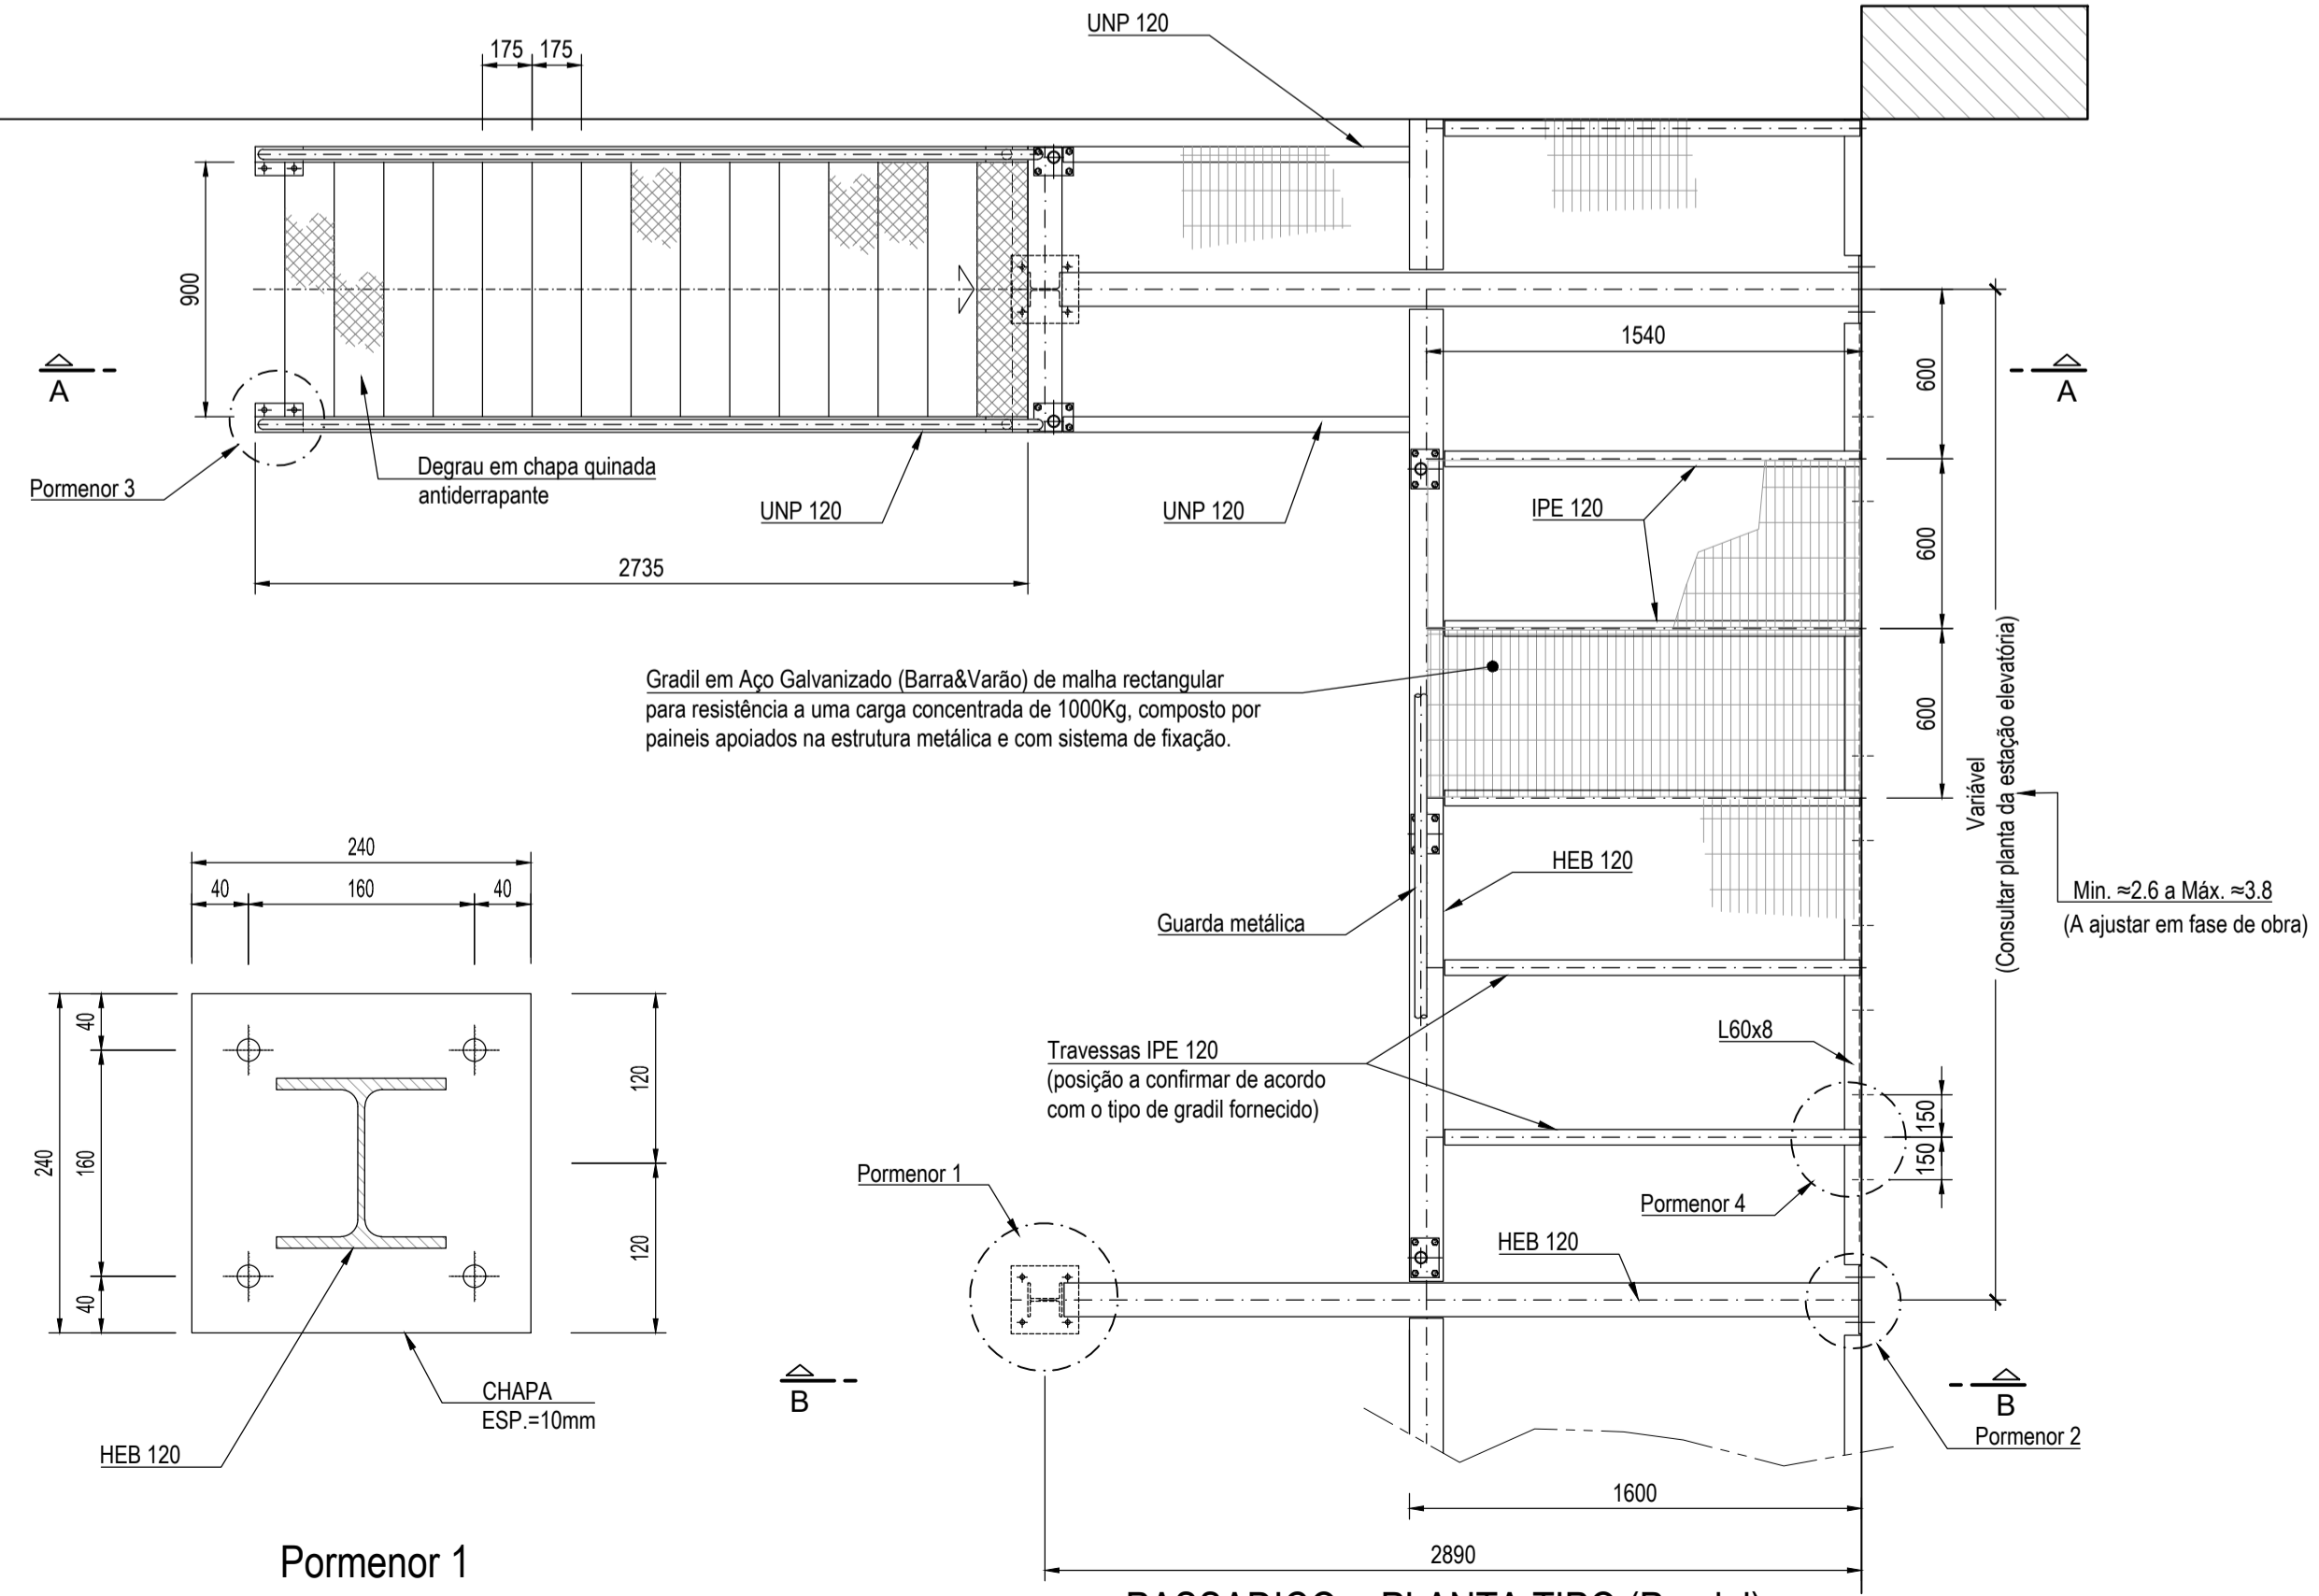 UNP 120
175
175
900
A
A
1540
600
600
600
Pormenor 3
Degrau em chapa quinada
antiderrapante
UNP 120
UNP 120
IPE 120
2735
Gradil em Aço Galvanizado (Barra&Varão) de malha rectangular
para resistência a uma carga concentrada de 1000Kg, composto por
paineis apoiados na estrutura metálica e com sistema de fixação.
Variável
(Consultar planta da estação elevatória)
Min. ≈2.6 a Máx. ≈3.8
(A ajustar em fase de obra)
HEB 120
Guarda metálica
L60x8
Travessas IPE 120
(posição a confirmar de acordo
com o tipo de gradil fornecido)
150
150
Pormenor 1
Pormenor 4
HEB 120
B
B
Pormenor 2
1600
2890
240
40
160
40
240
40
160
40
120
120
CHAPA
ESP.=10mm
HEB 120
Pormenor 1
PASSADIÇO - PLANTA TIPO (Parcial)